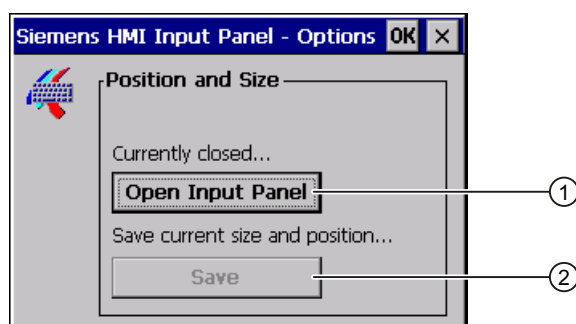 Siemens HMI Input Panel - Options OK ×
Position and Size
Currently closed...
Open Input Panel
1
Save current size and position...
Save
2